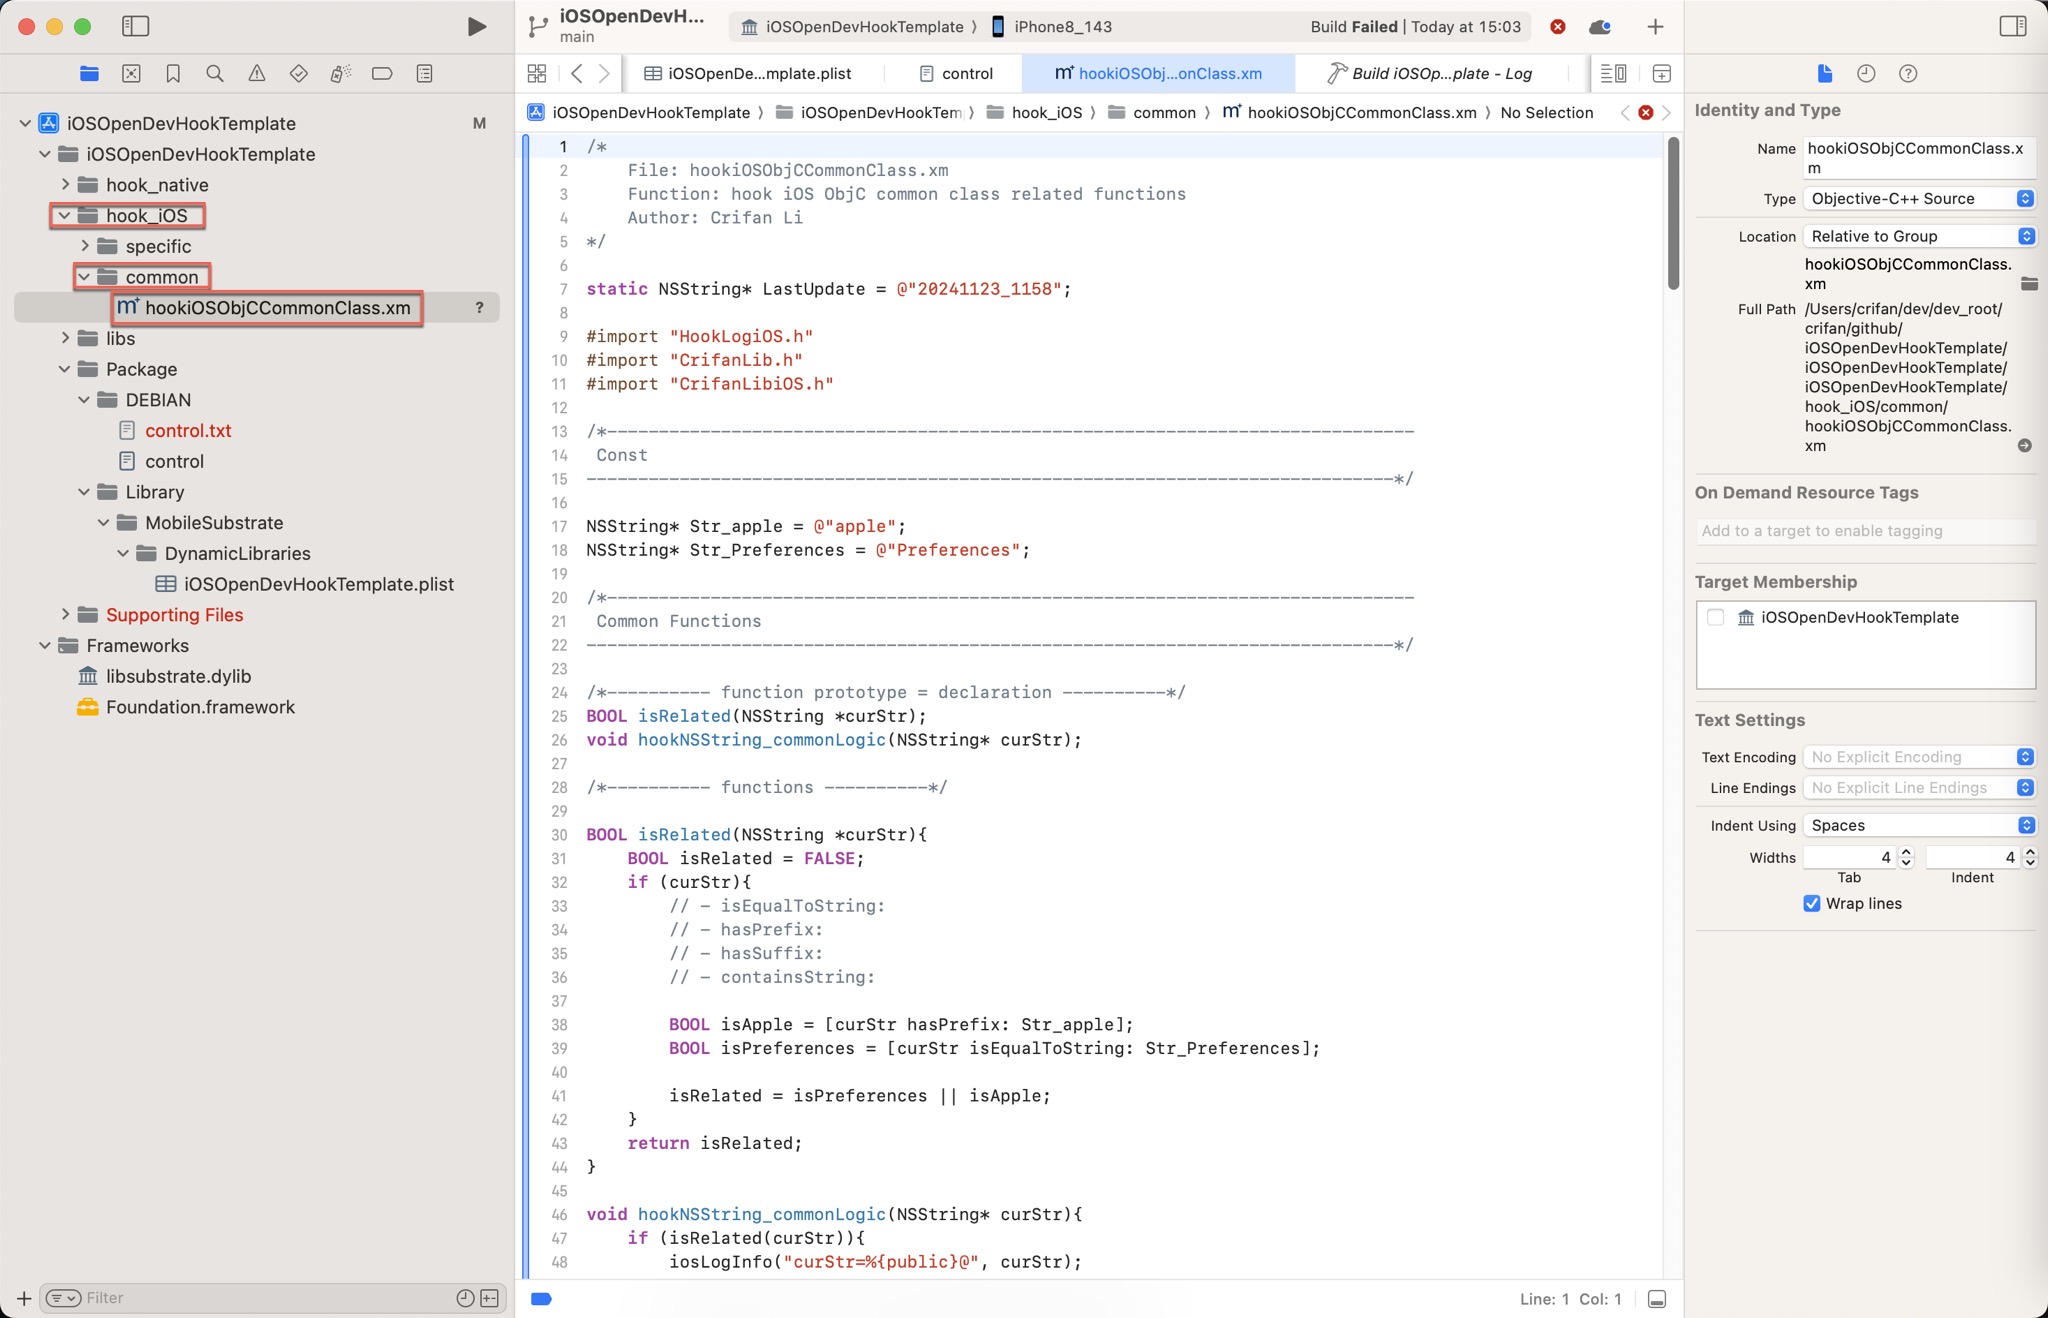 iOSOpenDevH...
main
iOSOpenDevHookTemplate ⟩ iPhone8_143
Build Failed | Today at 15:03
iOSOpenDe...mplate.plist
control
m+ hookiOSObj...onClass.xm
Build iOSOp...plate - Log
iOSOpenDevHookTemplate ⟩ iOSOpenDevHookTem ⟩ hook_iOS ⟩ common ⟩ m+ hookiOSObjCCommonClass.xm ⟩ No Selection
iOSOpenDevHookTemplate M
iOSOpenDevHookTemplate
hook_native
hook_iOS
specific
common
m+ hookiOSObjCCommonClass.xm ?
libs
Package
DEBIAN
control.txt
control
Library
MobileSubstrate
DynamicLibraries
iOSOpenDevHookTemplate.plist
Supporting Files
Frameworks
libsubstrate.dylib
Foundation.framework
Filter
1 /*
2     File: hookiOSObjCCommonClass.xm
3     Function: hook iOS ObjC common class related functions
4     Author: Crifan Li
5 */
6
7 static NSString* LastUpdate = @"20241123_1158";
8
9 #import "HookLogiOS.h"
10 #import "CrifanLib.h"
11 #import "CrifanLibiOS.h"
12
13 /*------------------------------------------------------------------------------
14  Const
15 ------------------------------------------------------------------------------*/
16
17 NSString* Str_apple = @"apple";
18 NSString* Str_Preferences = @"Preferences";
19
20 /*------------------------------------------------------------------------------
21  Common Functions
22 ------------------------------------------------------------------------------*/
23
24 /*---------- function prototype = declaration ----------*/
25 BOOL isRelated(NSString *curStr);
26 void hookNSString_commonLogic(NSString* curStr);
27
28 /*---------- functions ----------*/
29
30 BOOL isRelated(NSString *curStr){
31     BOOL isRelated = FALSE;
32     if (curStr){
33         // - isEqualToString:
34         // - hasPrefix:
35         // - hasSuffix:
36         // - containsString:
37
38         BOOL isApple = [curStr hasPrefix: Str_apple];
39         BOOL isPreferences = [curStr isEqualToString: Str_Preferences];
40
41         isRelated = isPreferences || isApple;
42     }
43     return isRelated;
44 }
45
46 void hookNSString_commonLogic(NSString* curStr){
47     if (isRelated(curStr)){
48         iosLogInfo("curStr=%{public}@", curStr);
Line: 1 Col: 1
Identity and Type
Name hookiOSObjCCommonClass.x
m
Type Objective-C++ Source
Location Relative to Group
hookiOSObjCCommonClass.
xm
Full Path /Users/crifan/dev/dev_root/
crifan/github/
iOSOpenDevHookTemplate/
iOSOpenDevHookTemplate/
iOSOpenDevHookTemplate/
hook_iOS/common/
hookiOSObjCCommonClass.
xm
On Demand Resource Tags
Add to a target to enable tagging
Target Membership
iOSOpenDevHookTemplate
Text Settings
Text Encoding No Explicit Encoding
Line Endings No Explicit Line Endings
Indent Using Spaces
Widths 4 4
Tab Indent
Wrap lines